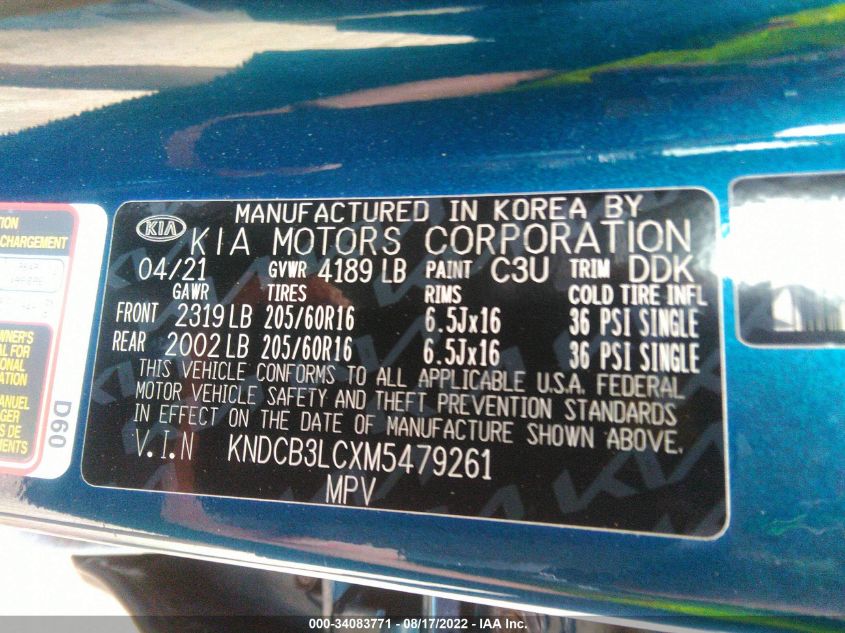 MANUFACTURED IN KOREA BY
KIA KIA MOTORS CORPORATION
04/21 GVWR 4189 LB PAINT C3U TRIM DDK
GAWR TIRES RIMS COLD TIRE INFL
FRONT 2319 LB 205/60R16 6.5Jx16 36 PSI SINGLE
REAR 2002 LB 205/60R16 6.5Jx16 36 PSI SINGLE
THIS VEHICLE CONFORMS TO ALL APPLICABLE U.S.A. FEDERAL
MOTOR VEHICLE SAFETY AND THEFT PREVENTION STANDARDS
IN EFFECT ON THE DATE OF MANUFACTURE SHOWN ABOVE.
V.I.N KNDCB3LCXM5479261
MPV
CHARGEMENT
D60
000-34083771 - 08/17/2022 - IAA Inc.